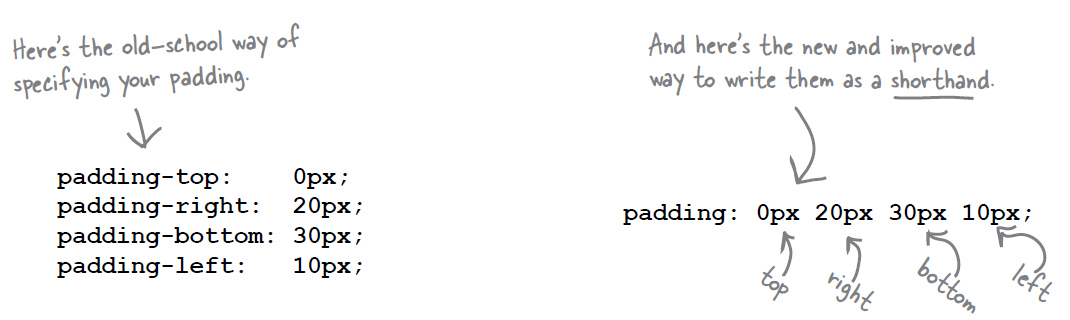 Here's the old-school way of
specifying your padding.
padding-top: 0px;
padding-right: 20px;
padding-bottom: 30px;
padding-left: 10px;
And here's the new and improved
way to write them as a shorthand.
padding: 0px 20px 30px 10px;
top
right
bottom
left